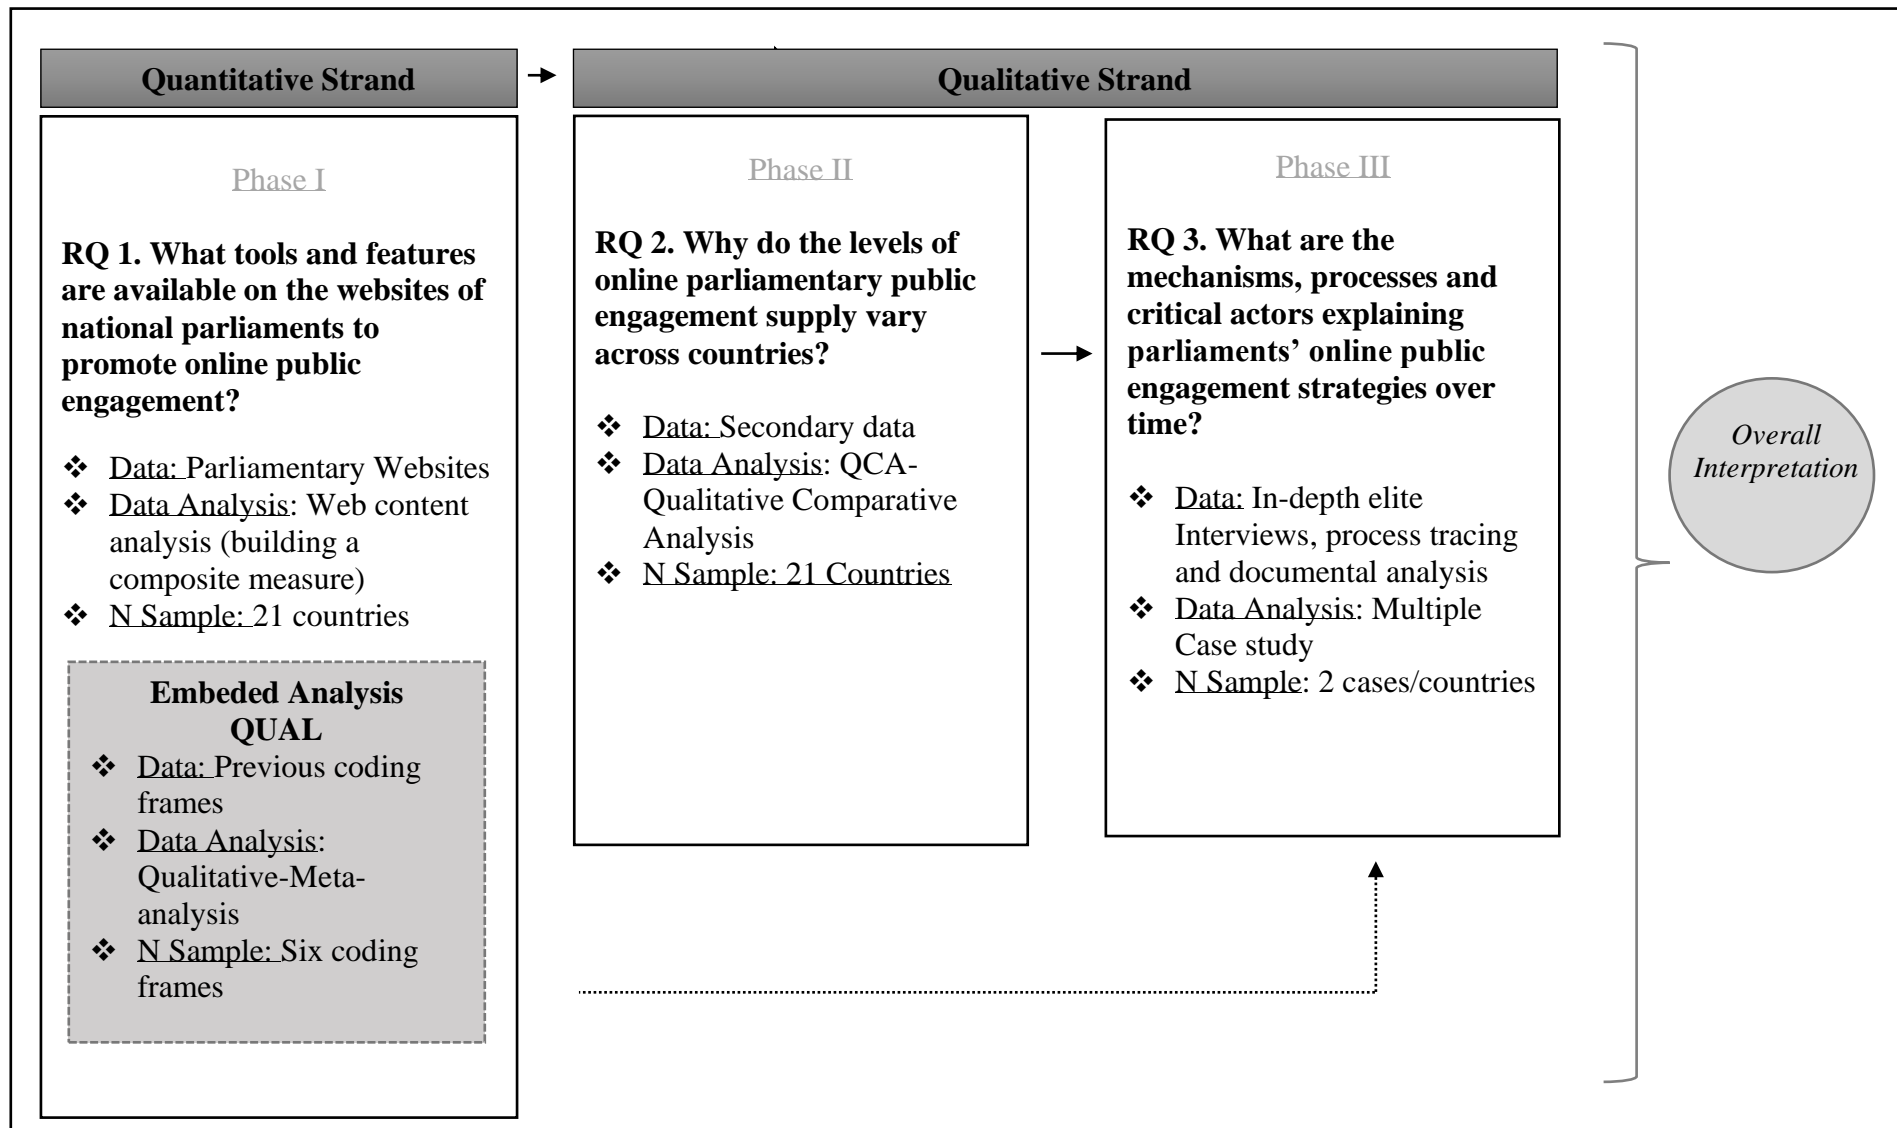 Quantitative Strand
Qualitative Strand
Phase I
RQ 1. What tools and features
are available on the websites of
national parliaments to
promote online public
engagement?
❖ Data: Parliamentary Websites
❖ Data Analysis: Web content
analysis (building a
composite measure)
❖ N Sample: 21 countries
Embeded Analysis
QUAL
❖ Data: Previous coding
frames
❖ Data Analysis:
Qualitative-Meta-
analysis
❖ N Sample: Six coding
frames
Phase II
RQ 2. Why do the levels of
online parliamentary public
engagement supply vary
across countries?
❖ Data: Secondary data
❖ Data Analysis: QCA-
Qualitative Comparative
Analysis
❖ N Sample: 21 Countries
Phase III
RQ 3. What are the
mechanisms, processes and
critical actors explaining
parliaments’ online public
engagement strategies over
time?
❖ Data: In-depth elite
Interviews, process tracing
and documental analysis
❖ Data Analysis: Multiple
Case study
❖ N Sample: 2 cases/countries
Overall
Interpretation